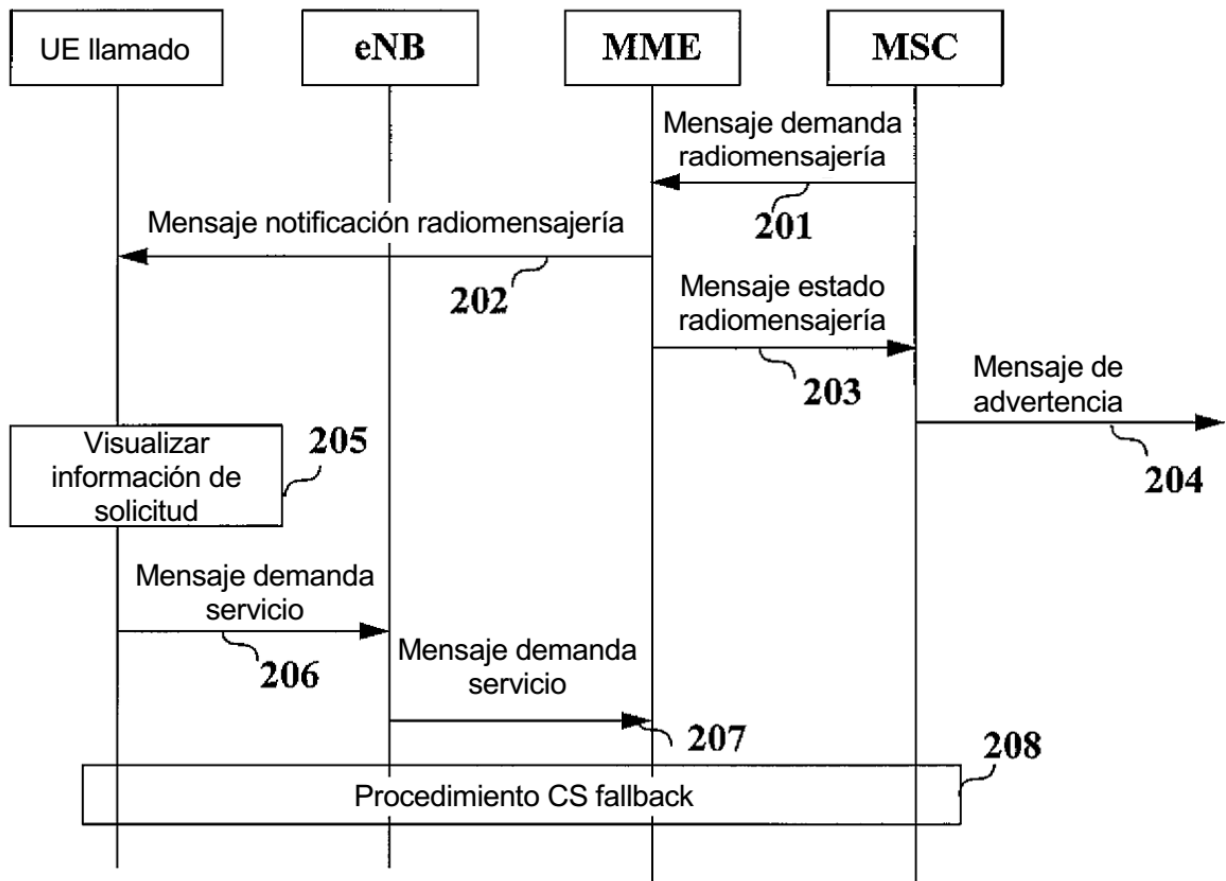 UE llamado
eNB
MME
MSC
Mensaje demanda
radiomensajería
201
Mensaje notificación radiomensajería
202
Mensaje estado
radiomensajería
203
Mensaje de
advertencia
204
Visualizar
información de
solicitud
205
Mensaje demanda
servicio
206
Mensaje demanda
servicio
207
208
Procedimiento CS fallback